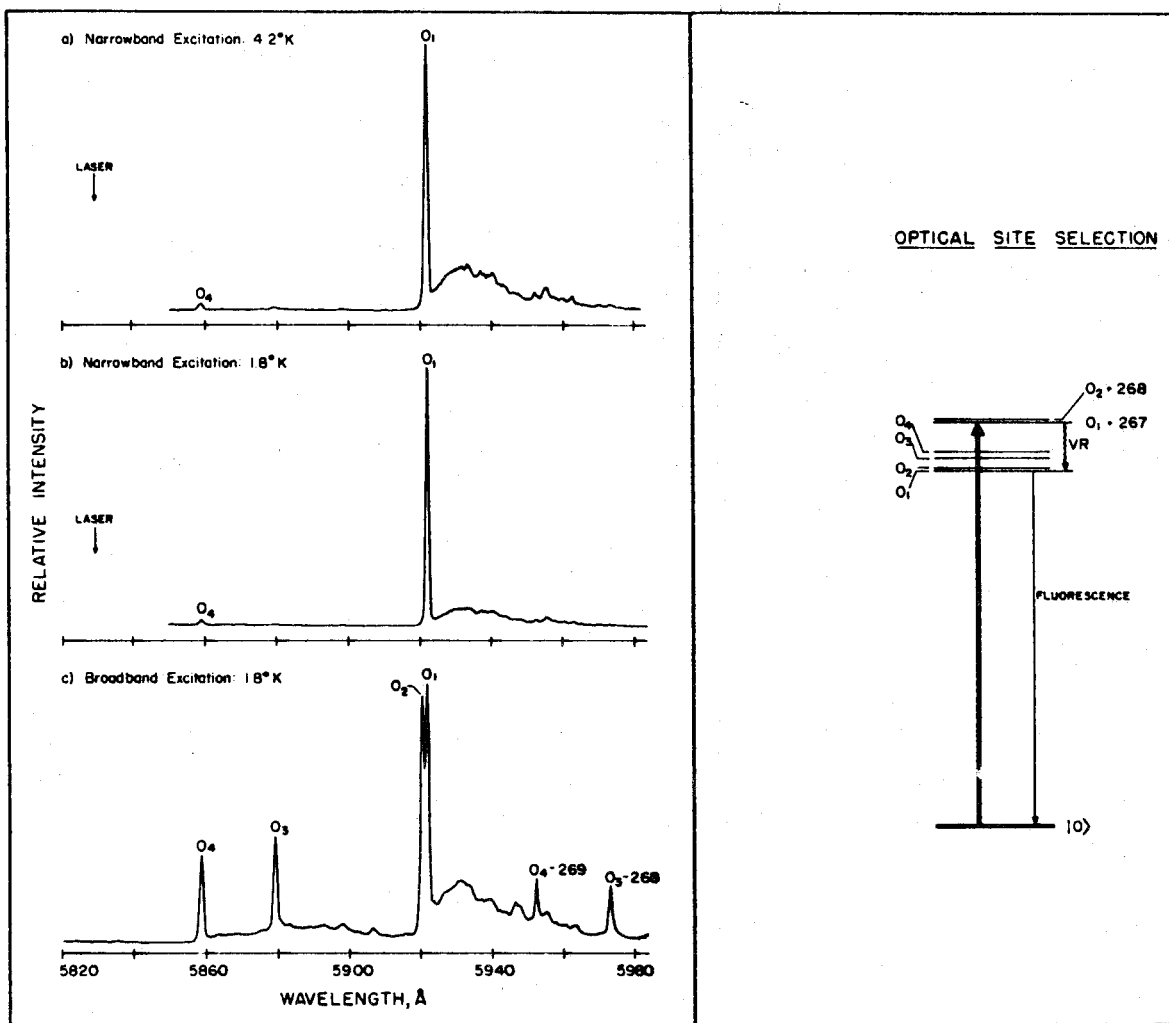 a) Narrowband Excitation: 4.2°K
O₁
LASER
O₄
b) Narrowband Excitation: 1.8°K
O₁
LASER
O₄
RELATIVE INTENSITY
c) Broadband Excitation: 1.8°K
O₂
O₁
O₄
O₃
O₄-269
O₃-268
5820
5860
5900
5940
5980
WAVELENGTH, Å
OPTICAL SITE SELECTION
O₂ + 268
O₁ + 267
O₄
O₃
VR
O₂
O₁
FLUORESCENCE
|0⟩